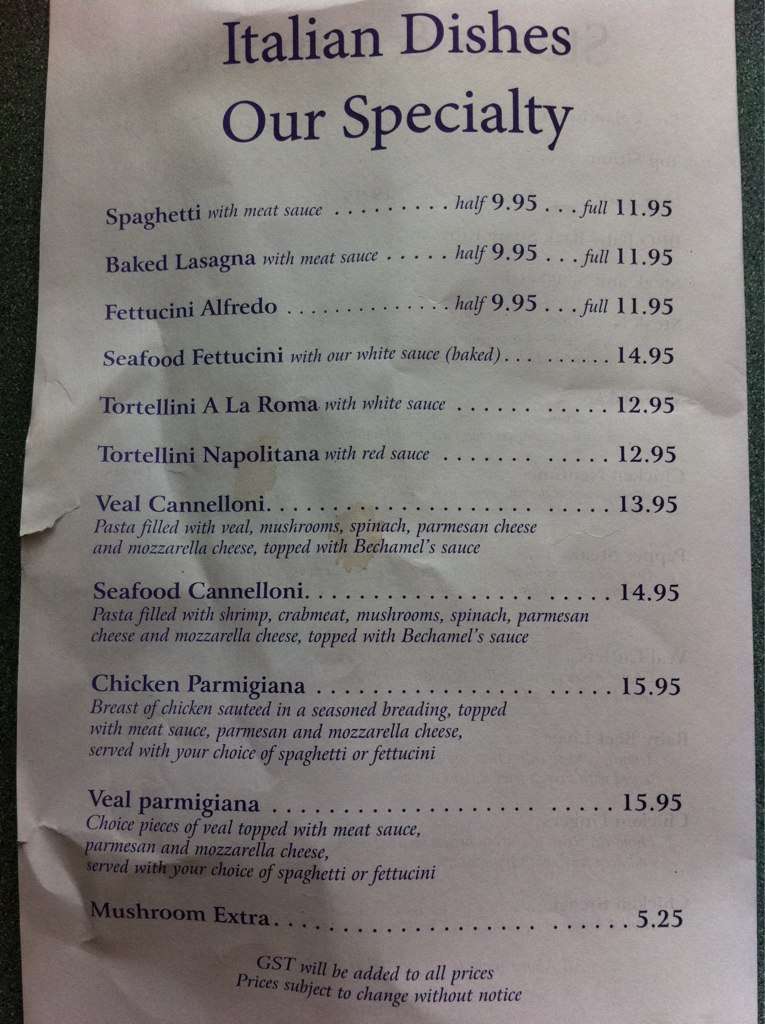 Italian Dishes
Our Specialty
Spaghetti with meat sauce . . . . . . . . . half 9.95 . . . full 11.95
Baked Lasagna with meat sauce . . . . . half 9.95 . . . full 11.95
Fettucini Alfredo . . . . . . . . . . . . half 9.95 . . . full 11.95
Seafood Fettucini with our white sauce (baked) . . . . . . . . . 14.95
Tortellini A La Roma with white sauce . . . . . . . . . . . 12.95
Tortellini Napolitana with red sauce . . . . . . . . . . . . 12.95
Veal Cannelloni. . . . . . . . . . . . . . . . . . . . . . . . . . 13.95
Pasta filled with veal, mushrooms, spinach, parmesan cheese
and mozzarella cheese, topped with Bechamel's sauce
Seafood Cannelloni. . . . . . . . . . . . . . . . . . . . . . . 14.95
Pasta filled with shrimp, crabmeat, mushrooms, spinach, parmesan
cheese and mozzarella cheese, topped with Bechamel's sauce
Chicken Parmigiana . . . . . . . . . . . . . . . . . . . . . . 15.95
Breast of chicken sauteed in a seasoned breading, topped
with meat sauce, parmesan and mozzarella cheese,
served with your choice of spaghetti or fettucini
Veal parmigiana . . . . . . . . . . . . . . . . . . . . . . . . . 15.95
Choice pieces of veal topped with meat sauce,
parmesan and mozzarella cheese,
served with your choice of spaghetti or fettucini
Mushroom Extra. . . . . . . . . . . . . . . . . . . . . . . . . . 5.25
GST will be added to all prices
Prices subject to change without notice